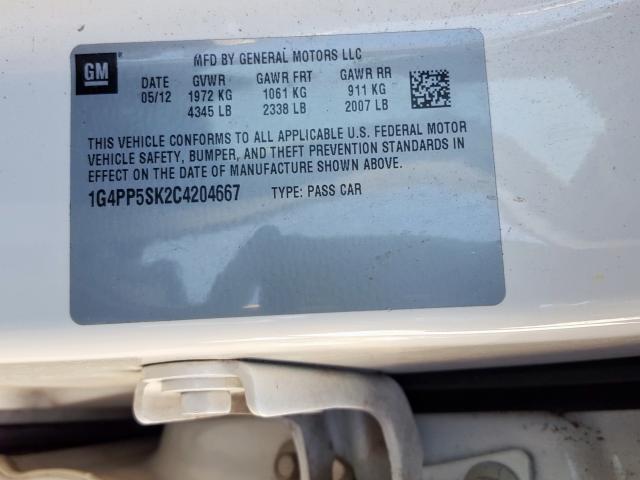 GM
MFD BY GENERAL MOTORS LLC
DATE GVWR GAWR FRT GAWR RR
05/12 1972 KG 1061 KG 911 KG
4345 LB 2338 LB 2007 LB
THIS VEHICLE CONFORMS TO ALL APPLICABLE U.S. FEDERAL MOTOR
VEHICLE SAFETY, BUMPER, AND THEFT PREVENTION STANDARDS IN
EFFECT ON THE DATE OF MANUFACTURE SHOWN ABOVE.
1G4PP5SK2C4204667 TYPE: PASS CAR